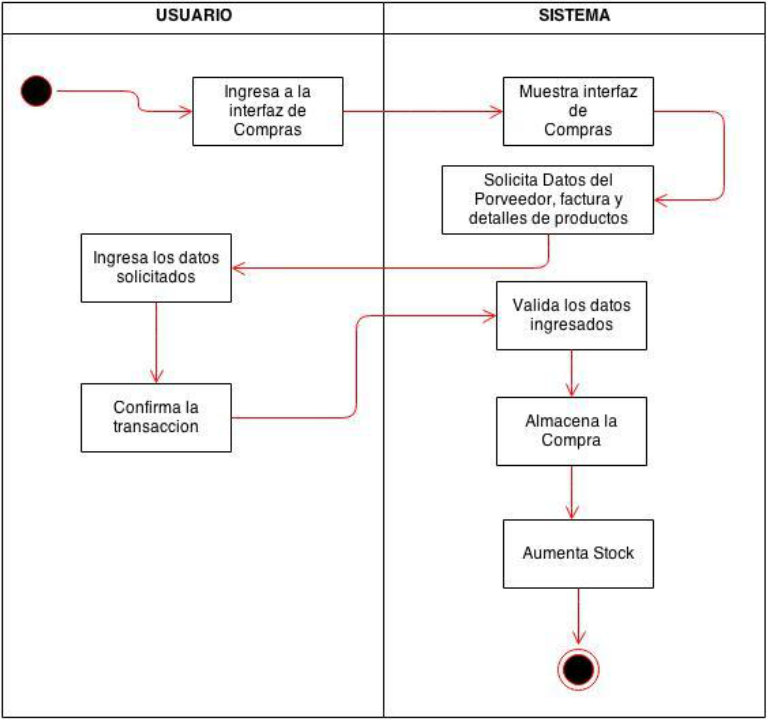 USUARIO
SISTEMA
Ingresa a la
interfaz de
Compras
Muestra interfaz
de
Compras
Solicita Datos del
Porveedor, factura y
detalles de productos
Ingresa los datos
solicitados
Valida los datos
ingresados
Confirma la
transaccion
Almacena la
Compra
Aumenta Stock